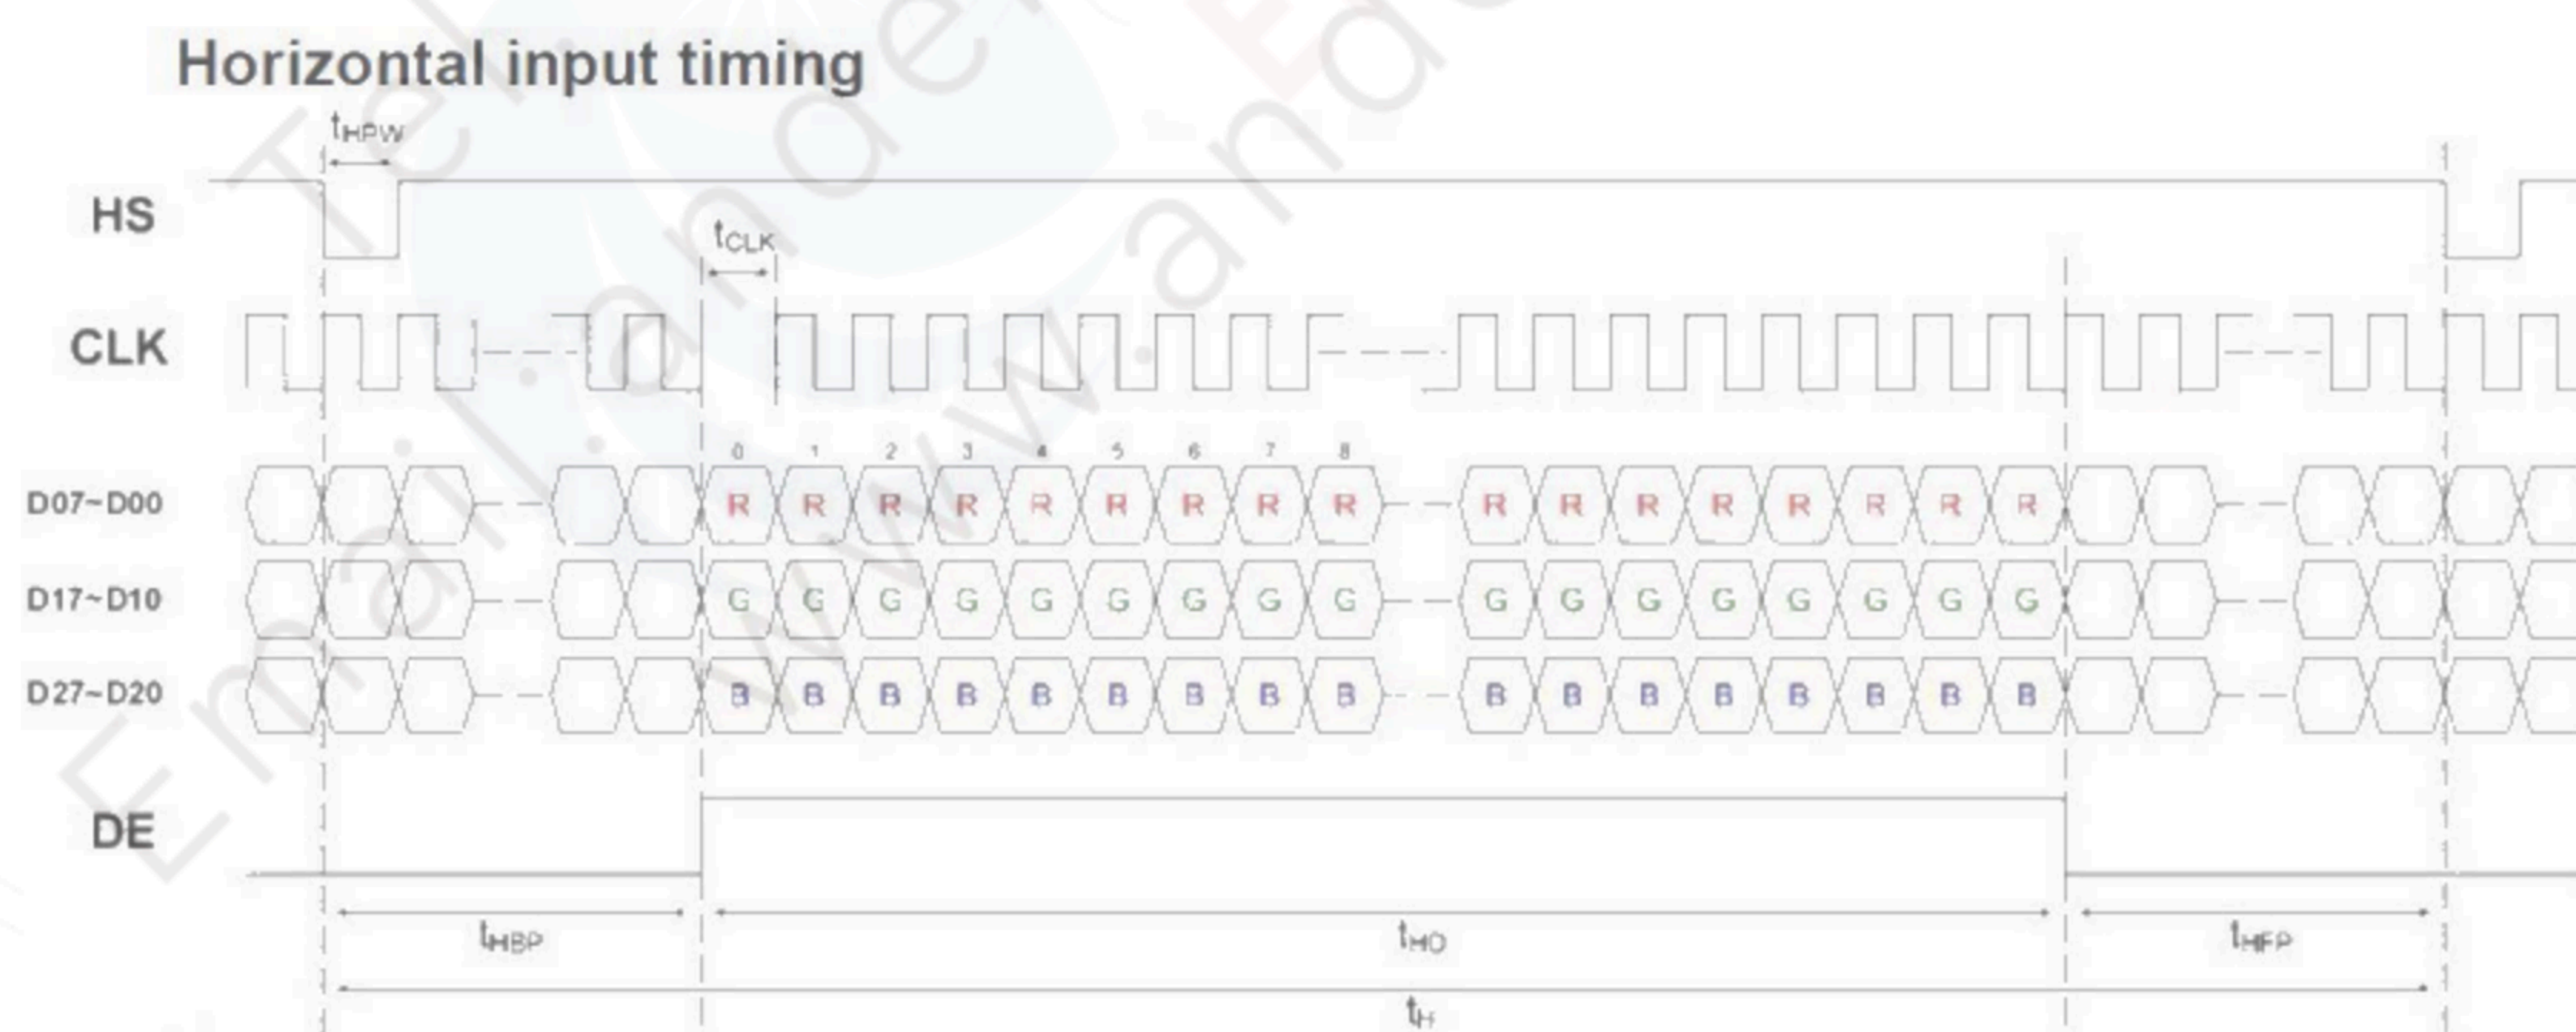 Horizontal input timing
tHPW
HS
tCLK
CLK
0 1 2 3 4 5 6 7 8
D07~D00 R R R R R R R R R R R R R R R R R
D17~D10 G G G G G G G G G G G G G G G G G
D27~D20 B B B B B B B B B B B B B B B B B
DE
tHBP tHD tHFP
tH